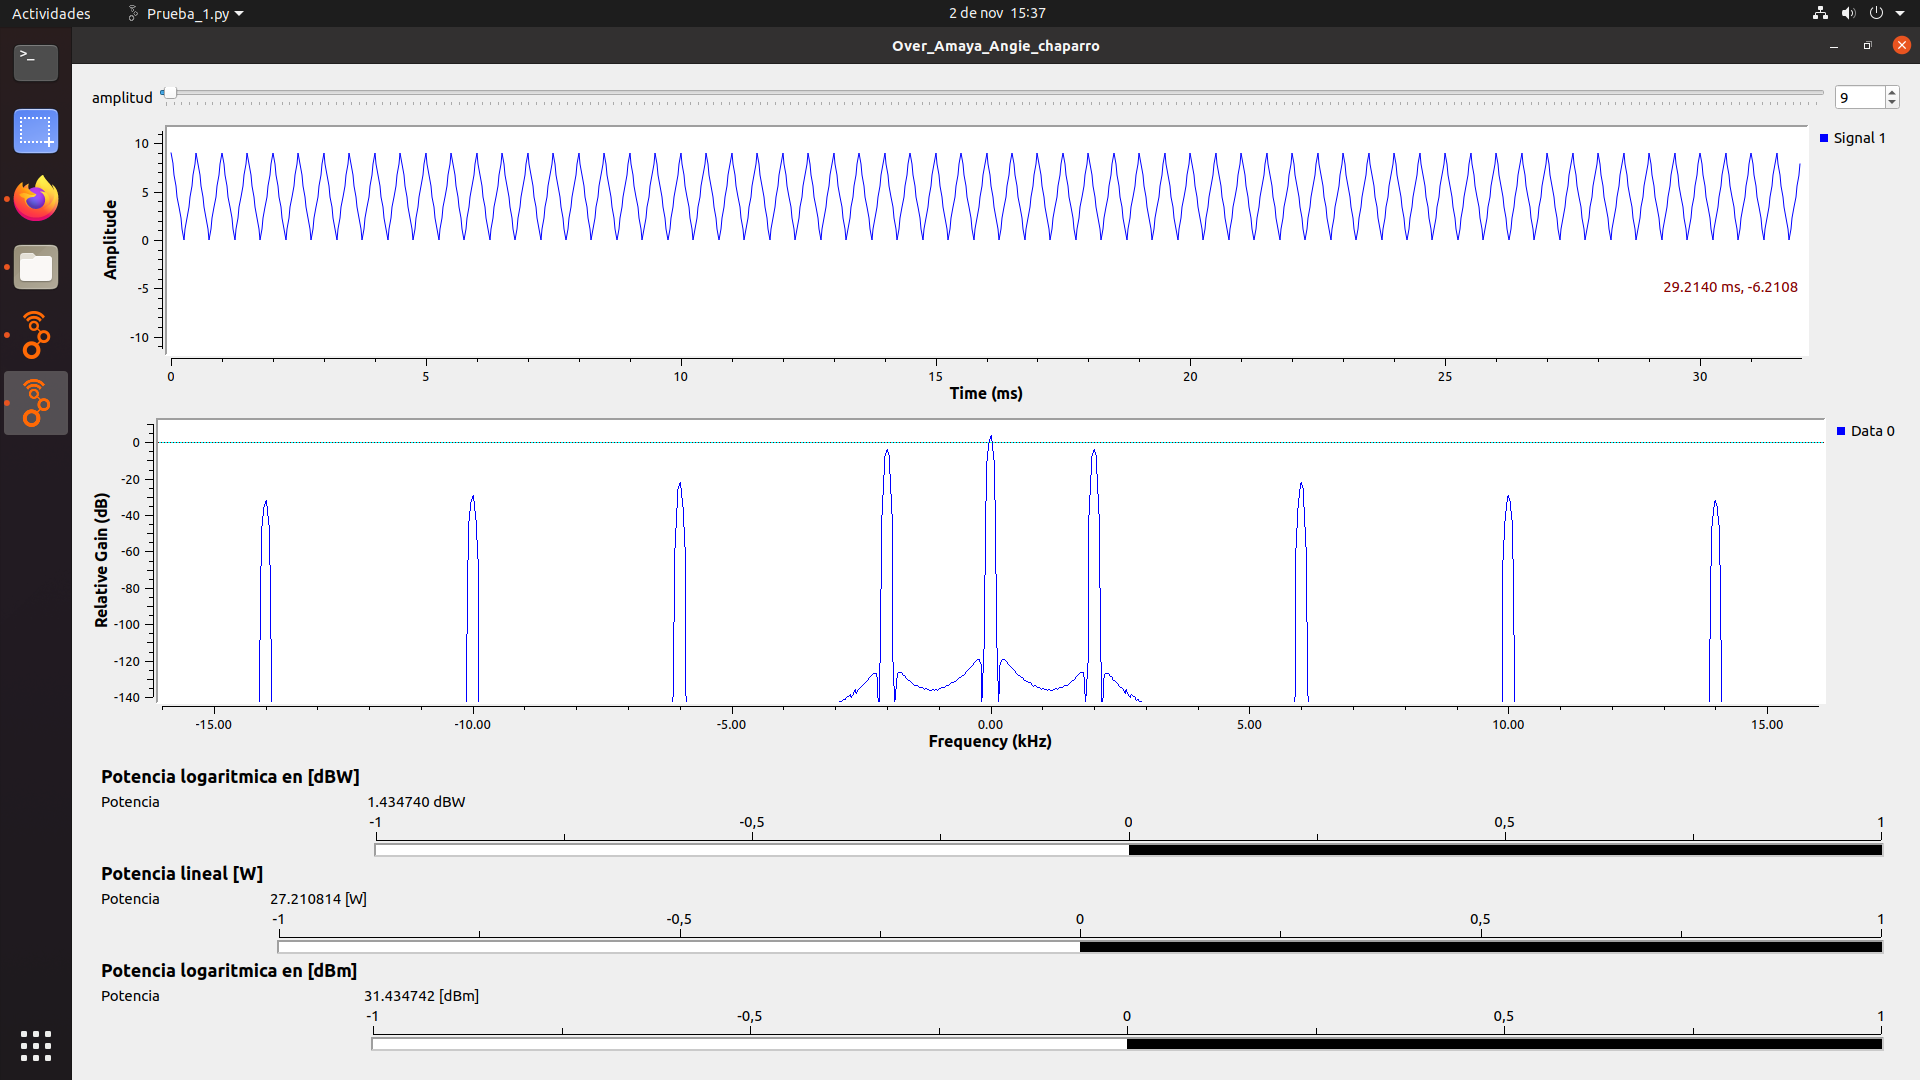 Actividades Prueba_1.py 2 de nov 15:37
Over_Amaya_Angie_chaparro
amplitud 9
Signal 1
10
5
0
-5
-10
Amplitude
29.2140 ms, -6.2108
0 5 10 15 20 25 30
Time (ms)
Data 0
0
-20
-40
-60
-80
-100
-120
-140
Relative Gain (dB)
-15.00 -10.00 -5.00 0.00 5.00 10.00 15.00
Frequency (kHz)
Potencia logaritmica en [dBW]
Potencia 1.434740 dBW
-1 -0,5 0 0,5 1
Potencia lineal [W]
Potencia 27.210814 [W]
-1 -0,5 0 0,5 1
Potencia logaritmica en [dBm]
Potencia 31.434742 [dBm]
-1 -0,5 0 0,5 1